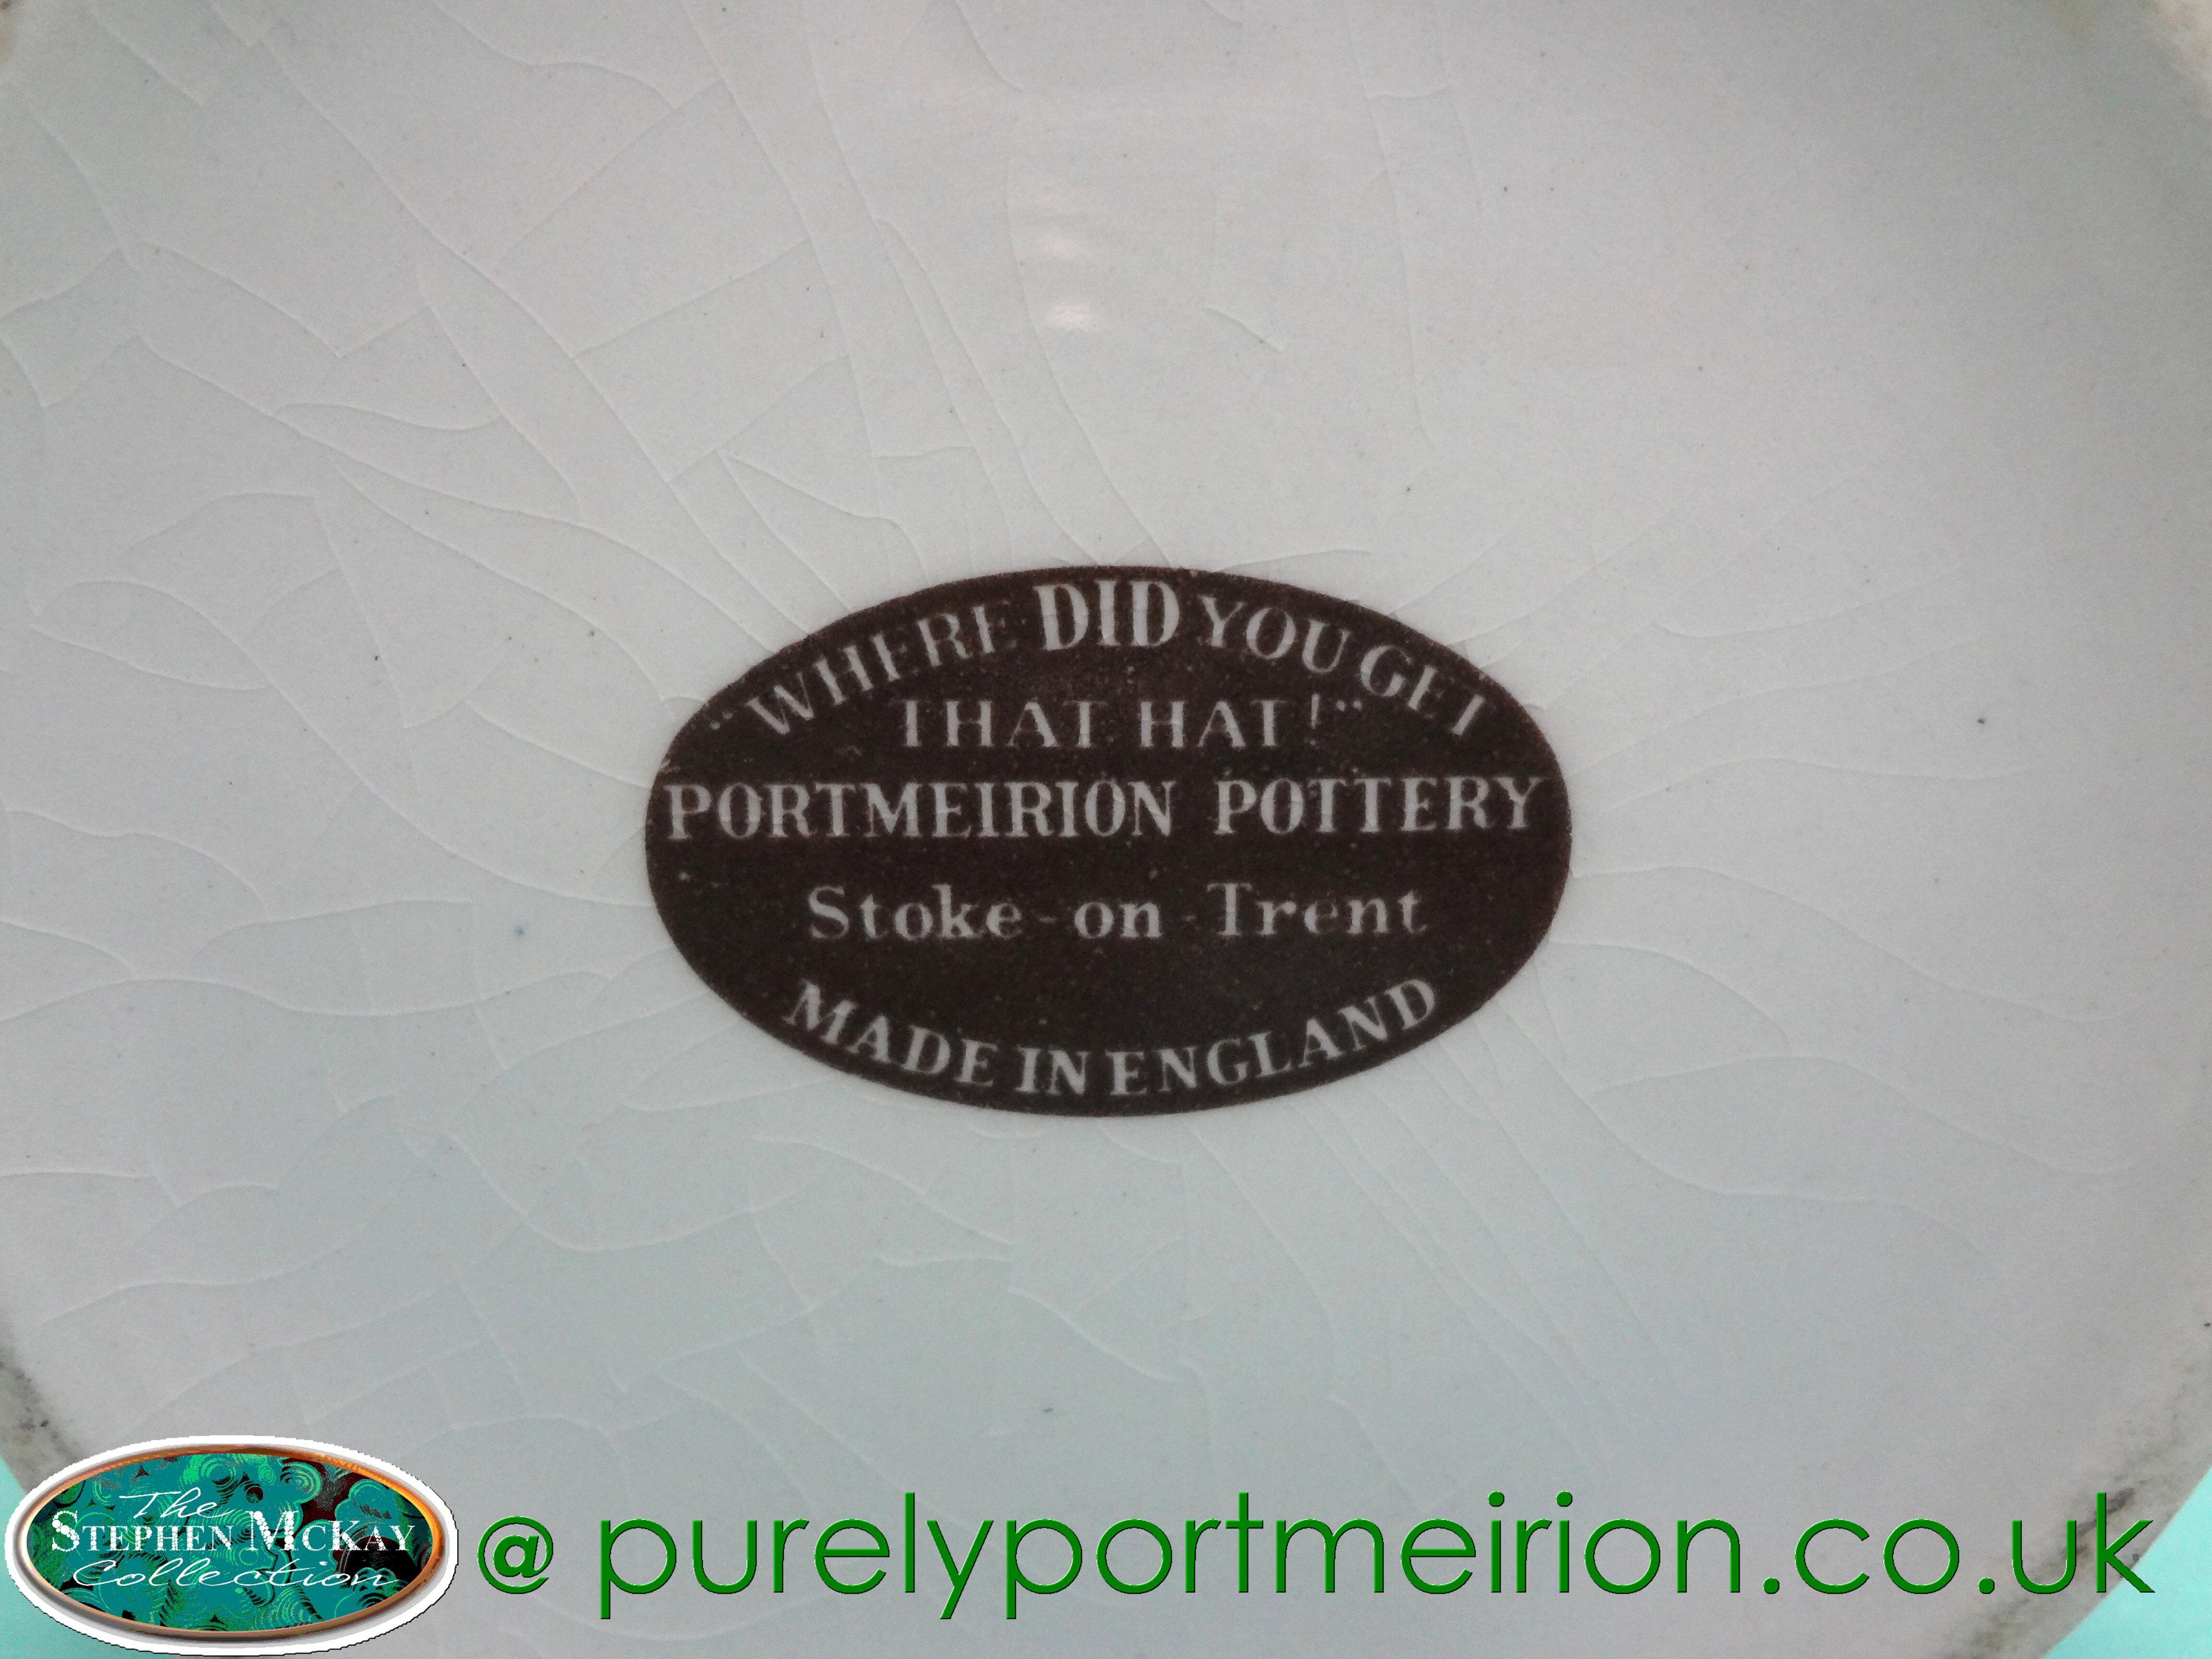 “WHERE DID YOU GET
THAT HAT!”
PORTMEIRION POTTERY
Stoke-on-Trent
MADE IN ENGLAND
The
STEPHEN MCKAY
Collection
@ purelyportmeirion.co.uk